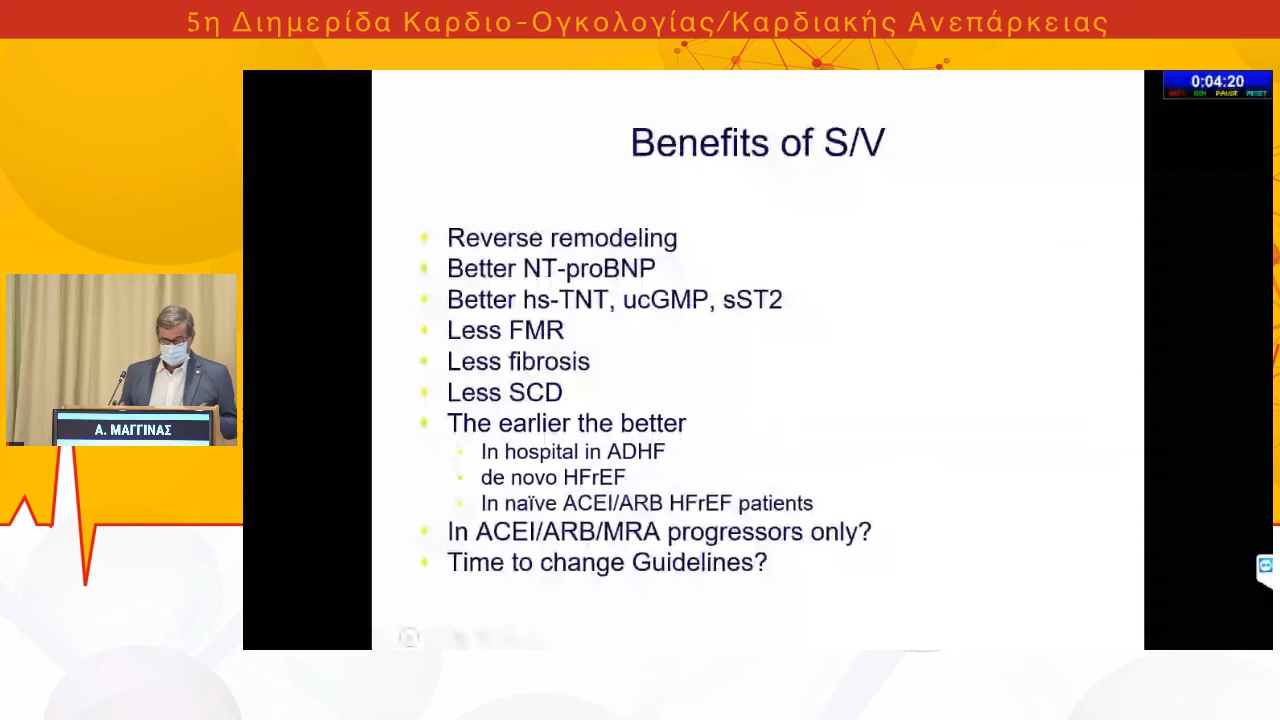 5η Διημερίδα Καρδιο-Ογκολογίας/Καρδιακής Ανεπάρκειας
0:04:20
PAUSE
Benefits of S/V
Reverse remodeling
Better NT-proBNP
Better hs-TNT, ucGMP, sST2
Less FMR
Less fibrosis
Less SCD
The earlier the better
In hospital in ADHF
de novo HFrEF
In naïve ACEI/ARB HFrEF patients
In ACEI/ARB/MRA progressors only?
Time to change Guidelines?
Α. ΜΑΓΓΙΝΑΣ